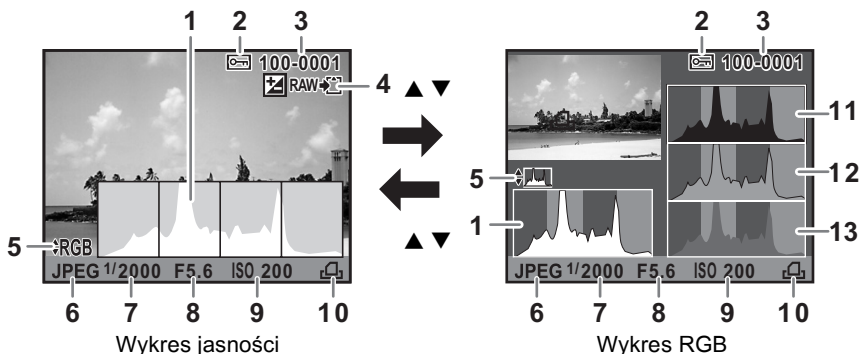 1 2 3
100-0001
RAW
4
5
RGB
JPEG 1/2000 F5.6 ISO 200
6 7 8 9 10
Wykres jasności
▲ ▼
▲ ▼
2 3
100-0001
11
5
12
1
13
JPEG 1/2000 F5.6 ISO 200
6 7 8 9 10
Wykres RGB